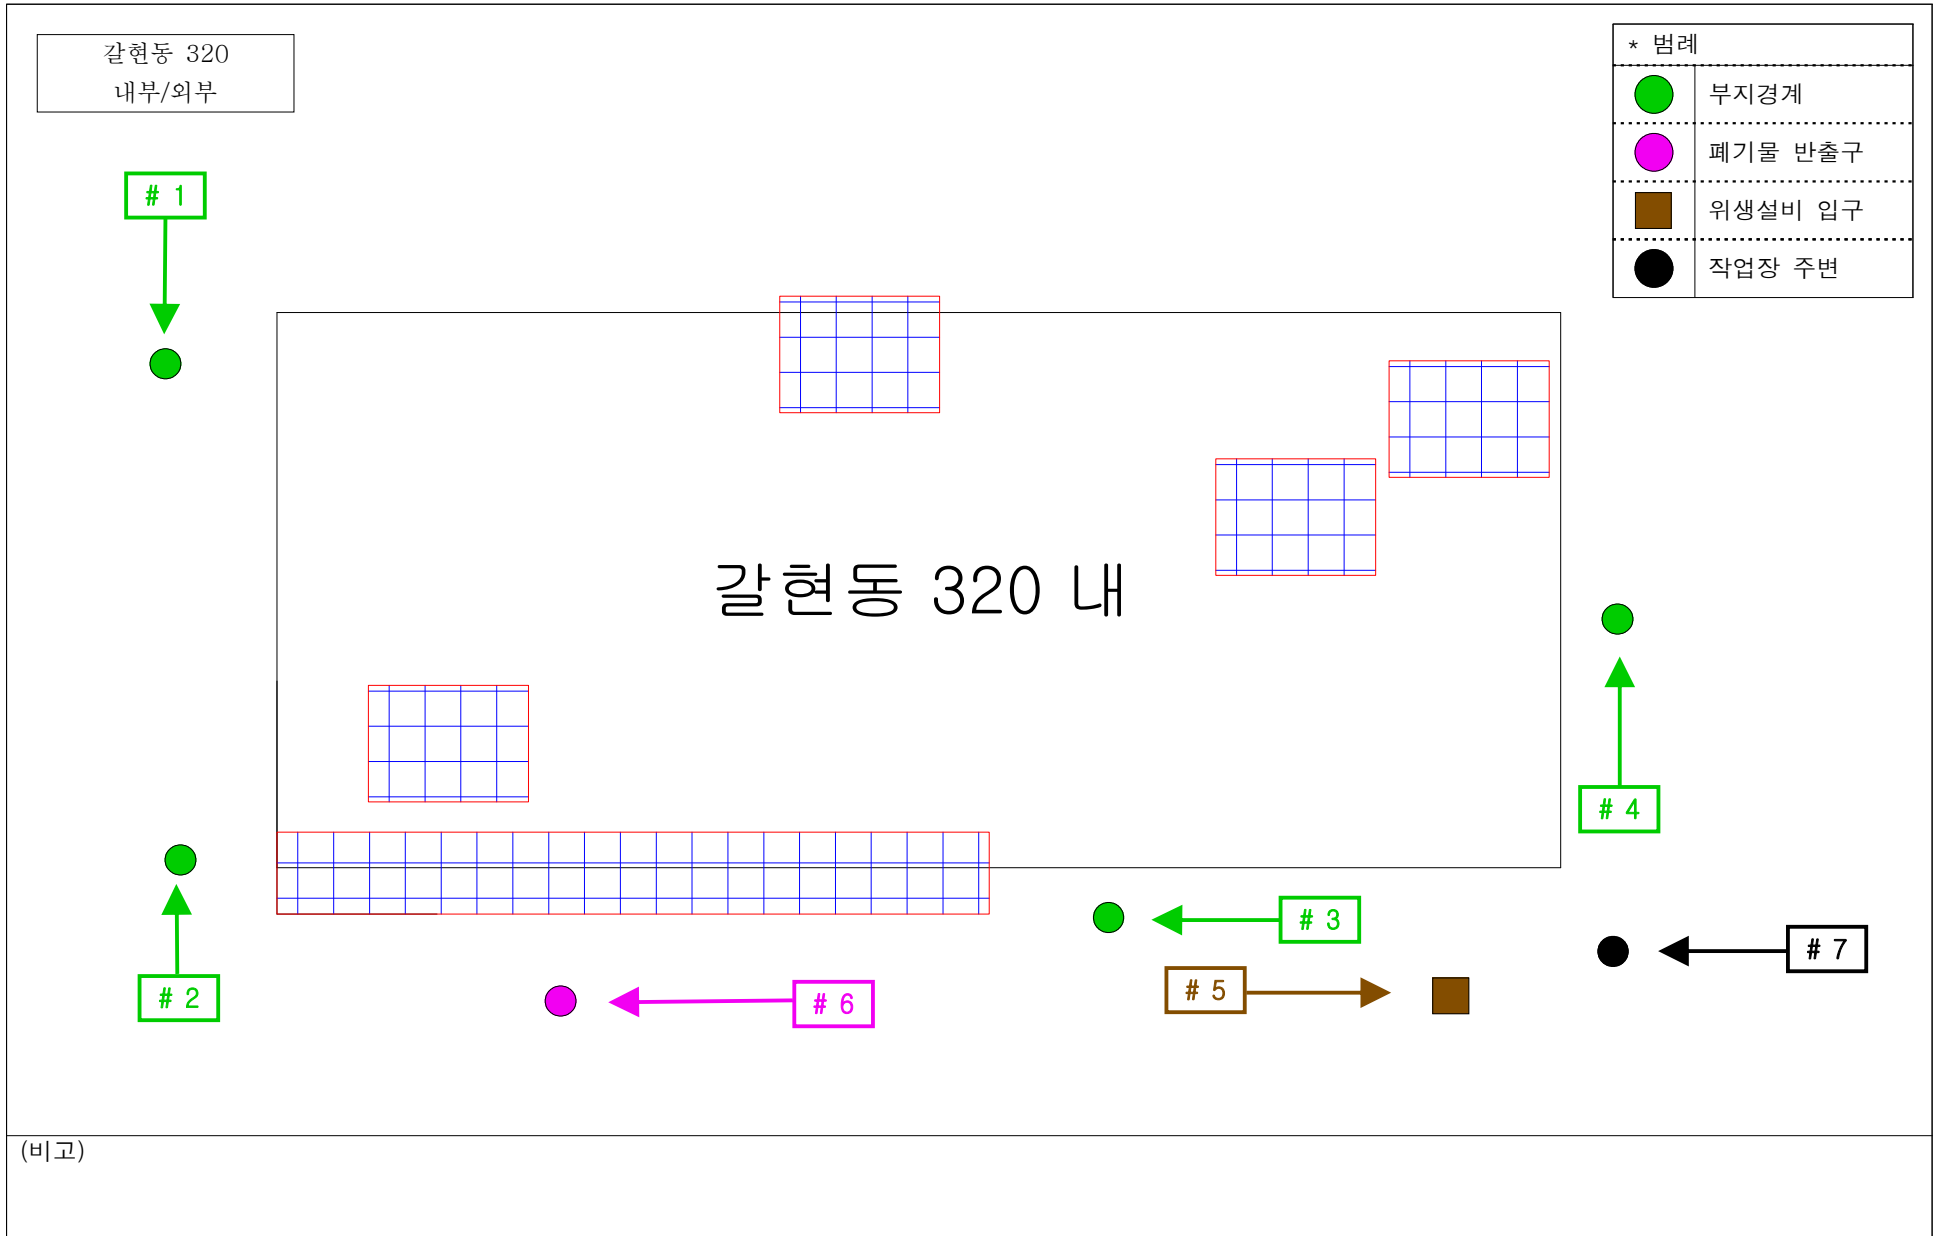 갈현동 320
내부/외부
* 범례
부지경계
폐기물 반출구
위생설비 입구
작업장 주변
# 1
갈현동 320 내
# 4
# 3
# 7
# 5
# 2
# 6
(비고)